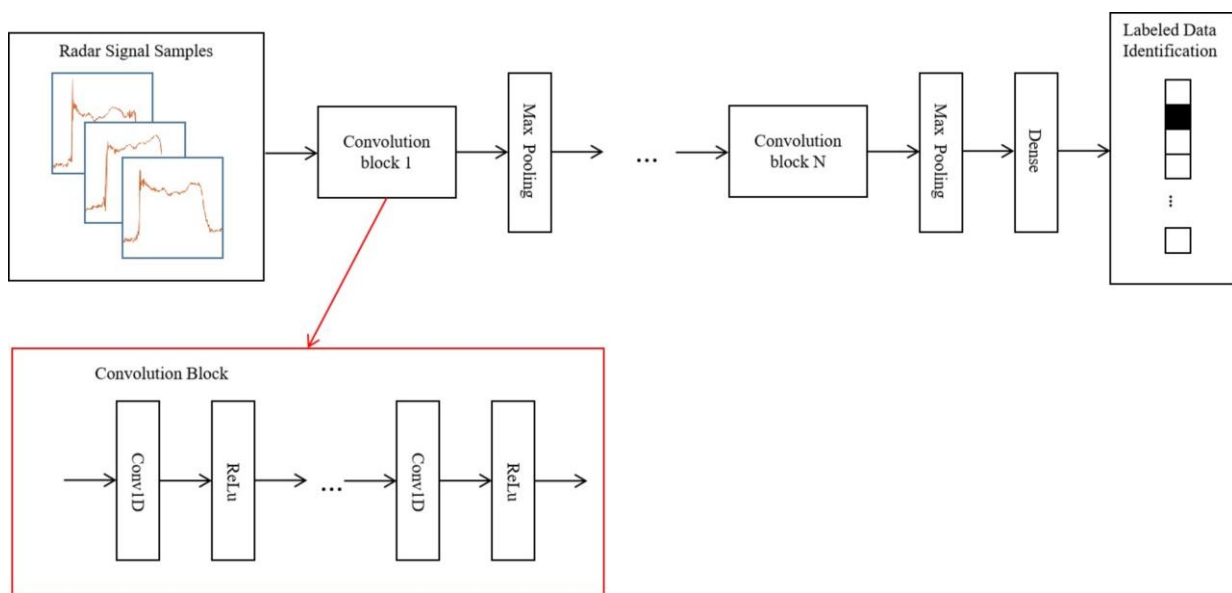 Radar Signal Samples
Convolution
block 1
Max Pooling
...
Convolution
block N
Max Pooling
Dense
Labeled Data
Identification
...
Convolution Block
Conv1D
ReLu
...
Conv1D
ReLu